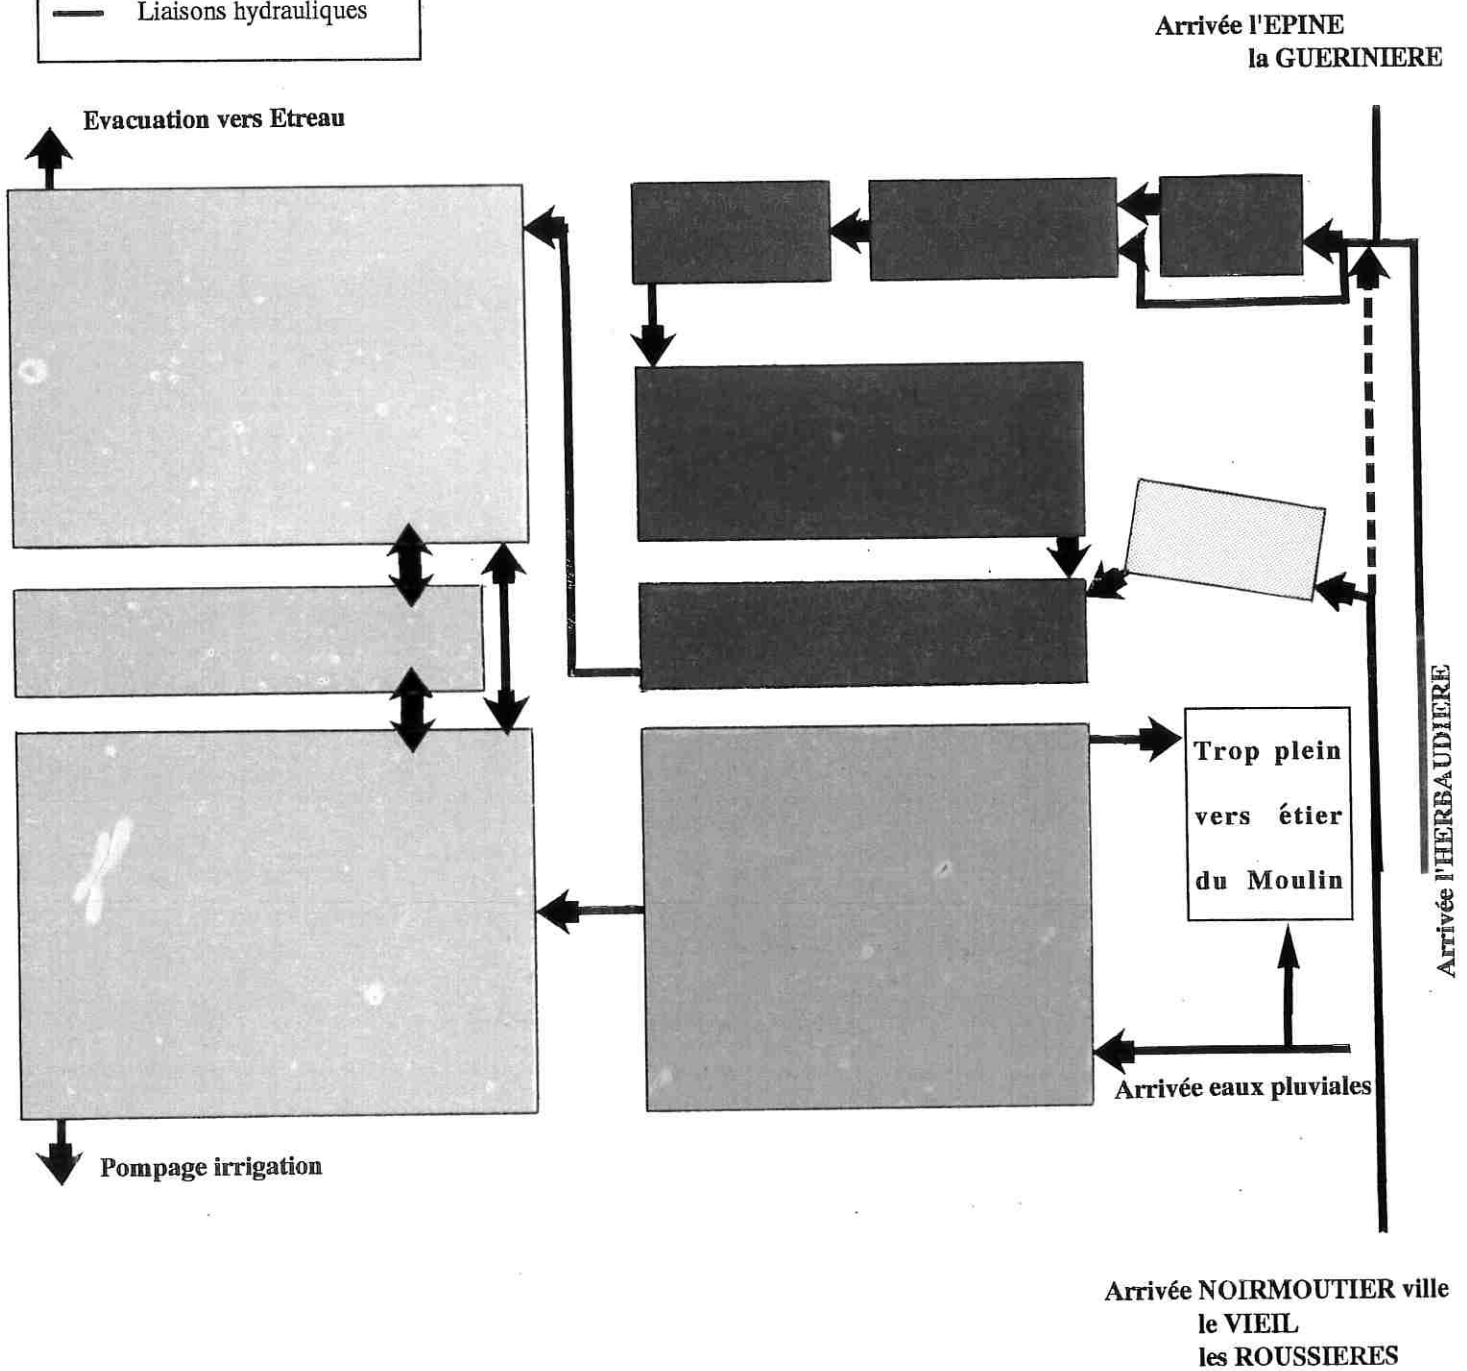 Liaisons hydrauliques
Arrivée l'EPINE
la GUERINIERE
Evacuation vers Etreau
Trop plein
vers étier
du Moulin
Arrivée l'HERBAUDIERE
Arrivée eaux pluviales
Pompage irrigation
Arrivée NOIRMOUTIER ville
le VIEIL
les ROUSSIERES